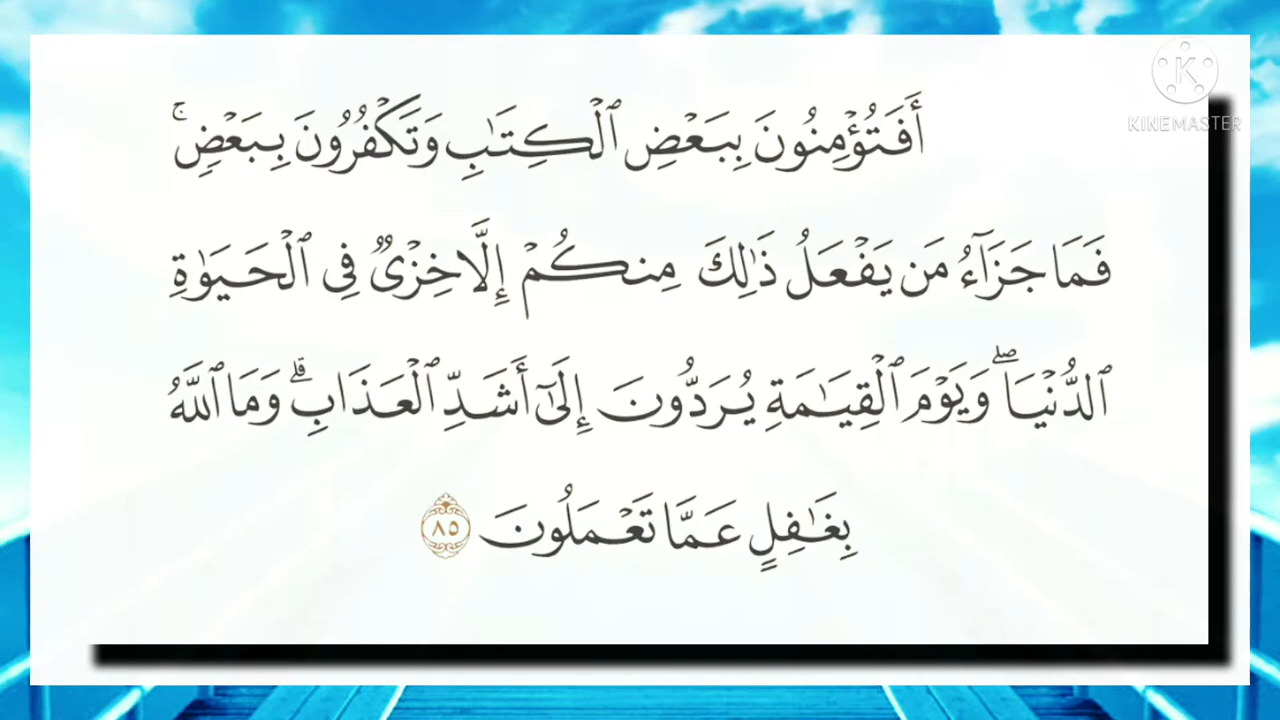 KINEMASTER
أَفَتُؤْمِنُونَ بِبَعْضِ ٱلْكِتَـٰبِ وَتَكْفُرُونَ بِبَعْضٍۢ ۚ
فَمَا جَزَآءُ مَن يَفْعَلُ ذَٰلِكَ مِنكُمْ إِلَّا خِزْىٌۭ فِى ٱلْحَيَوٰةِ
ٱلدُّنْيَا ۖ وَيَوْمَ ٱلْقِيَـٰمَةِ يُرَدُّونَ إِلَىٰٓ أَشَدِّ ٱلْعَذَابِ ۗ وَمَا ٱللَّهُ
بِغَـٰفِلٍ عَمَّا تَعْمَلُونَ ٨٥